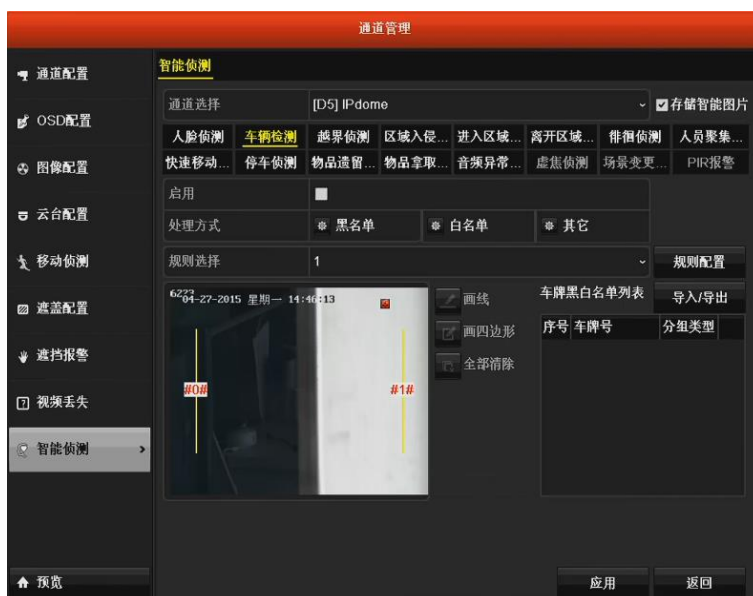 通道管理
通道配置
OSD配置
图像配置
云台配置
移动侦测
遮盖配置
遮挡报警
视频丢失
智能侦测
预览
智能侦测
通道选择 [D5] IPdome 存储智能图片
人脸侦测 车辆检测 越界侦测 区域入侵... 进入区域... 离开区域... 徘徊侦测 人员聚集...
快速移动... 停车侦测 物品遗留... 物品拿取... 音频异常... 虚焦侦测 场景变更... PIR报警
启用
处理方式 黑名单 白名单 其它
规则选择 1 规则配置
6223
04-27-2015 星期一 14:46:13
#0# #1#
画线
画四边形
全部清除
车牌黑白名单列表 导入/导出
序号 车牌号 分组类型
应用 返回